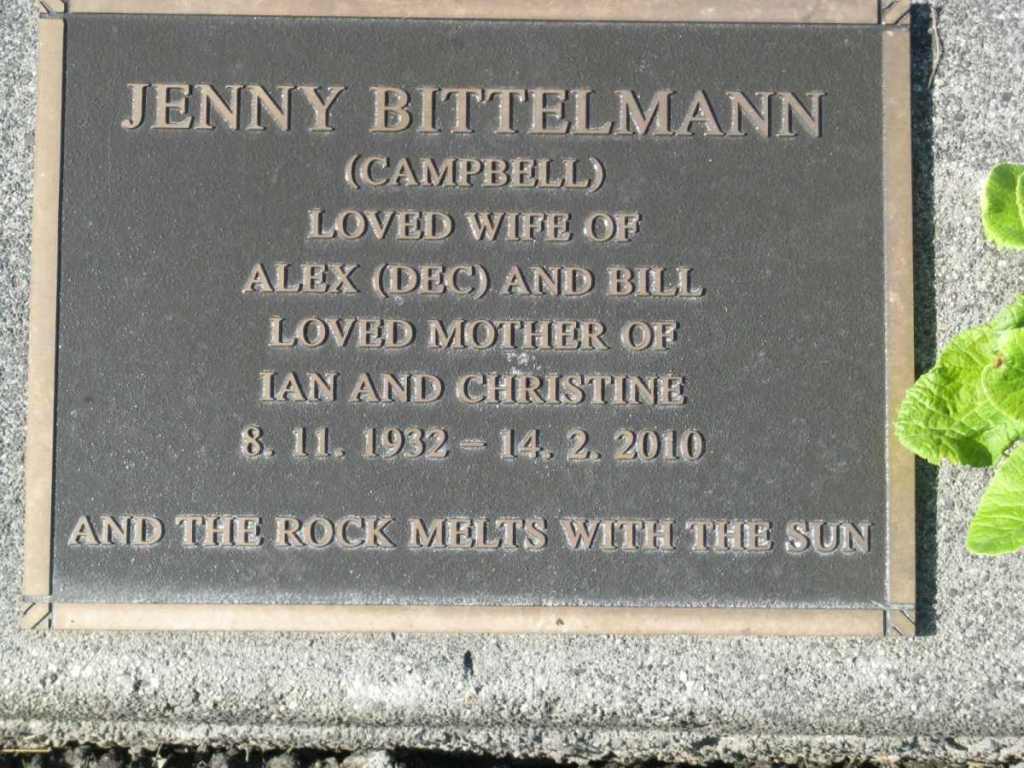 JENNY BITTELMANN
(CAMPBELL)
LOVED WIFE OF
ALEX (DEC) AND BILL
LOVED MOTHER OF
IAN AND CHRISTINE
8. 11. 1932 – 14. 2. 2010
AND THE ROCK MELTS WITH THE SUN